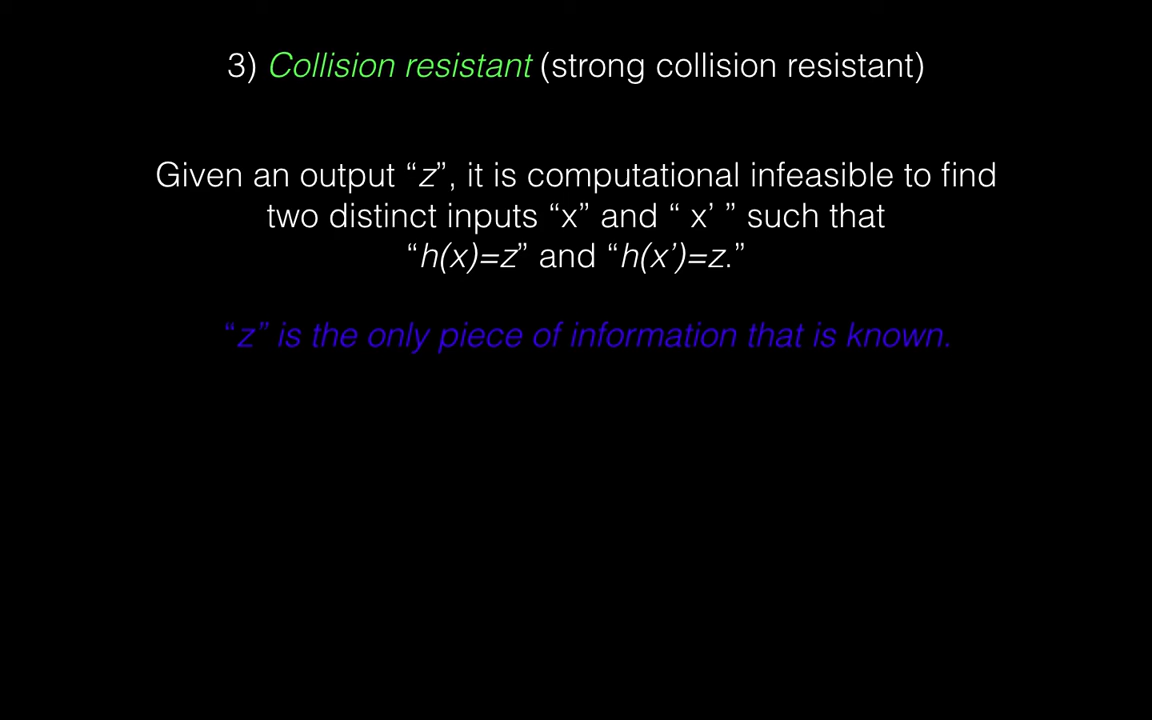 3) Collision resistant (strong collision resistant)
Given an output “z”, it is computational infeasible to find
two distinct inputs “x” and “ x’ ” such that
“h(x)=z” and “h(x’)=z.”
“z” is the only piece of information that is known.